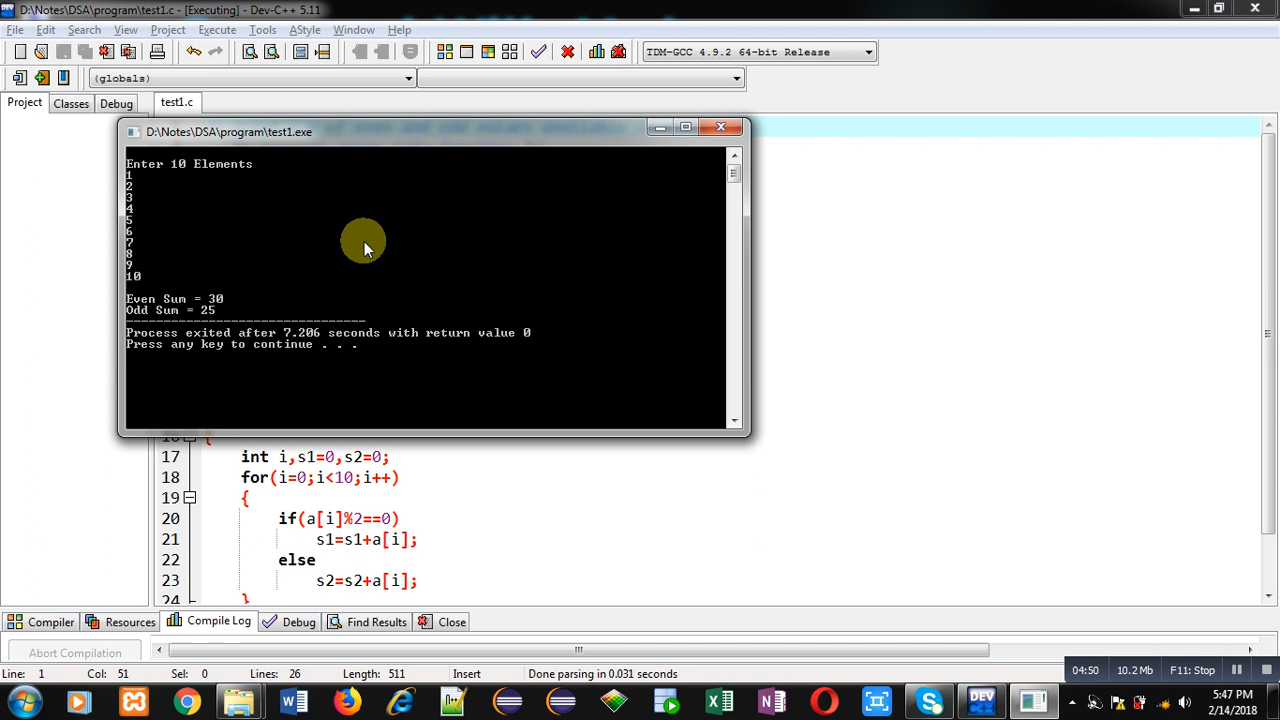 D:\Notes\DSA\program\test1.c - [Executing] - Dev-C++ 5.11
File Edit Search View Project Execute Tools AStyle Window Help
TDM-GCC 4.9.2 64-bit Release
(globals)
Project Classes Debug test1.c
D:\Notes\DSA\program\test1.exe
Enter 10 Elements
1
2
3
4
5
6
7
8
9
10
Even Sum = 30
Odd Sum = 25
--------------------------------
Process exited after 7.206 seconds with return value 0
Press any key to continue . . .
{
17 int i,s1=0,s2=0;
18 for(i=0;i<10;i++)
19 {
20 if(a[i]%2==0)
21 s1=s1+a[i];
22 else
23 s2=s2+a[i];
24 }
Compiler Resources Compile Log Debug Find Results Close
Abort Compilation
Line: 1 Col: 51 Sel: 0 Lines: 26 Length: 511 Insert Done parsing in 0.031 seconds
04:50 10.2 Mb F11: Stop
DEV
5:47 PM
2/14/2018